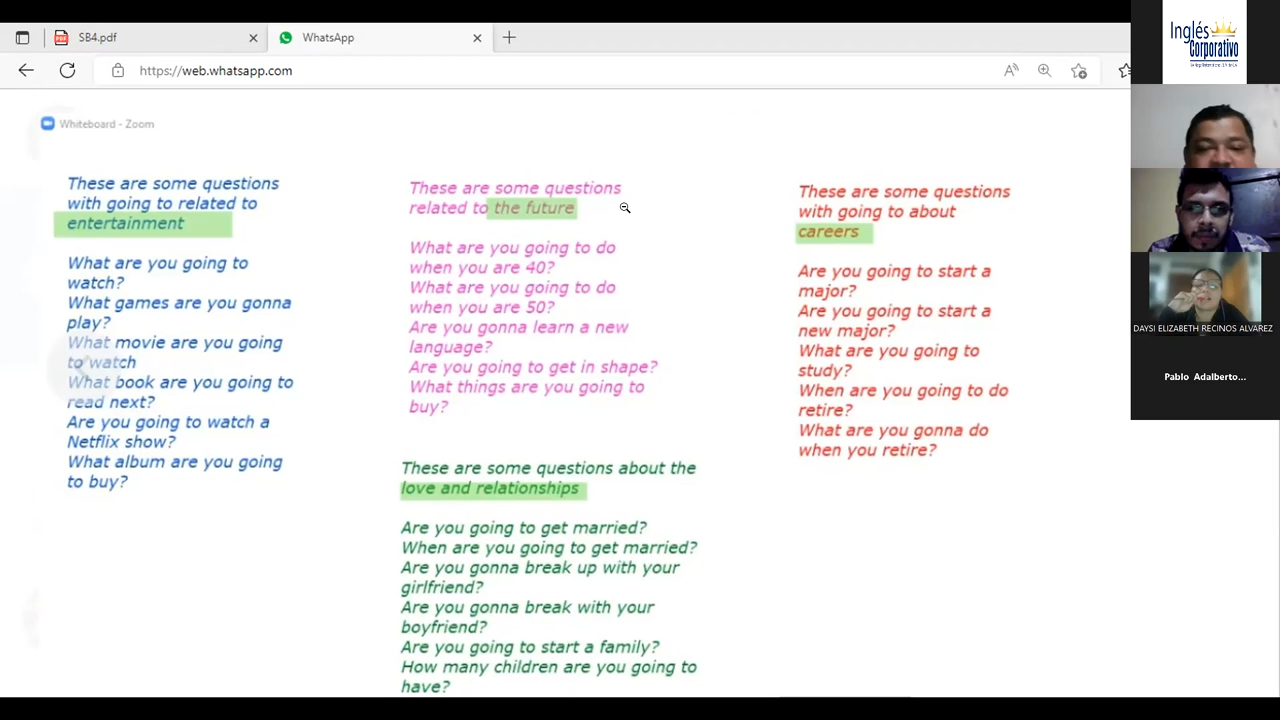 SB4.pdf
WhatsApp
https://web.whatsapp.com
Whiteboard - Zoom
These are some questions
with going to related to
entertainment
What are you going to
watch?
What games are you gonna
play?
What movie are you going
to watch
What book are you going to
read next?
Are you going to watch a
Netflix show?
What album are you going
to buy?
These are some questions
related to the future
What are you going to do
when you are 40?
What are you going to do
when you are 50?
Are you gonna learn a new
language?
Are you going to get in shape?
What things are you going to
buy?
These are some questions about the
love and relationships
Are you going to get married?
When are you going to get married?
Are you gonna break up with your
girlfriend?
Are you gonna break with your
boyfriend?
Are you going to start a family?
How many children are you going to
have?
These are some questions
with going to about
careers
Are you going to start a
major?
Are you going to start a
new major?
What are you going to
study?
When are you going to do
retire?
What are you gonna do
when you retire?
Inglés
Corporativo
DAYSI ELIZABETH RECINOS ALVAREZ
Pablo Adalberto...